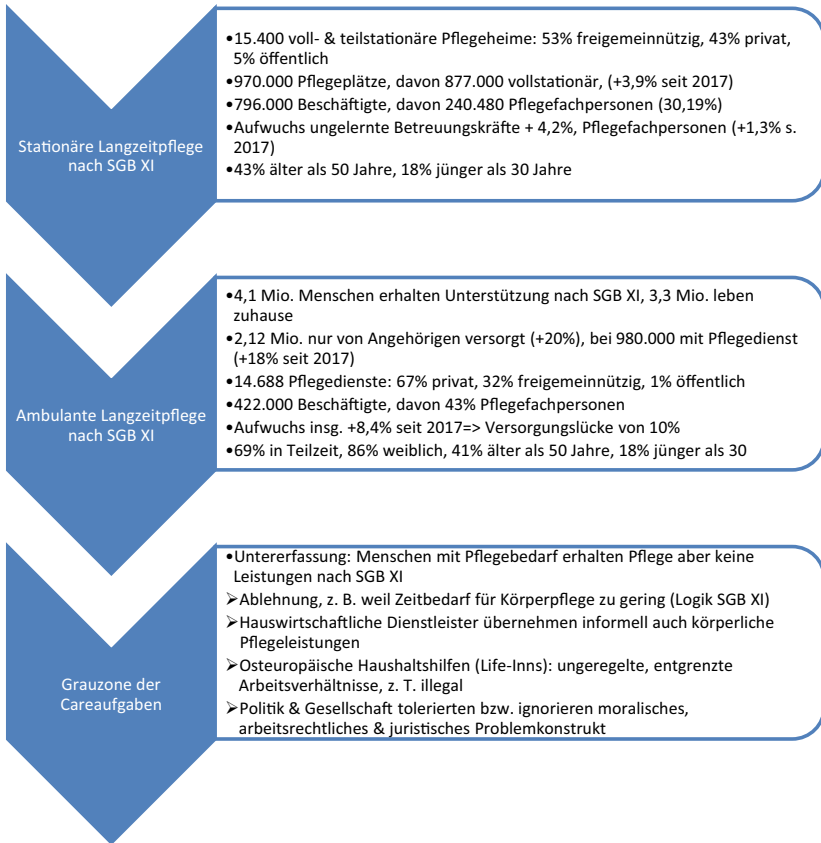 Stationäre Langzeitpflege
nach SGB XI
•15.400 voll- & teilstationäre Pflegeheime: 53% freigemeinnützig, 43% privat,
5% öffentlich
•970.000 Pflegeplätze, davon 877.000 vollstationär, (+3,9% seit 2017)
•796.000 Beschäftigte, davon 240.480 Pflegefachpersonen (30,19%)
•Aufwuchs ungelernte Betreuungskräfte + 4,2%, Pflegefachpersonen (+1,3% s.
2017)
•43% älter als 50 Jahre, 18% jünger als 30 Jahre
Ambulante Langzeitpflege
nach SGB XI
•4,1 Mio. Menschen erhalten Unterstützung nach SGB XI, 3,3 Mio. leben
zuhause
•2,12 Mio. nur von Angehörigen versorgt (+20%), bei 980.000 mit Pflegedienst
(+18% seit 2017)
•14.688 Pflegedienste: 67% privat, 32% freigemeinnützig, 1% öffentlich
•422.000 Beschäftigte, davon 43% Pflegefachpersonen
•Aufwuchs insg. +8,4% seit 2017=> Versorgungslücke von 10%
•69% in Teilzeit, 86% weiblich, 41% älter als 50 Jahre, 18% jünger als 30
Grauzone der
Careaufgaben
•Untererfassung: Menschen mit Pflegebedarf erhalten Pflege aber keine
Leistungen nach SGB XI
➢Ablehnung, z. B. weil Zeitbedarf für Körperpflege zu gering (Logik SGB XI)
➢Hauswirtschaftliche Dienstleister übernehmen informell auch körperliche
Pflegeleistungen
➢Osteuropäische Haushaltshilfen (Life-Inns): ungeregelte, entgrenzte
Arbeitsverhältnisse, z. T. illegal
➢Politik & Gesellschaft tolerierten bzw. ignorieren moralisches,
arbeitsrechtliches & juristisches Problemkonstrukt